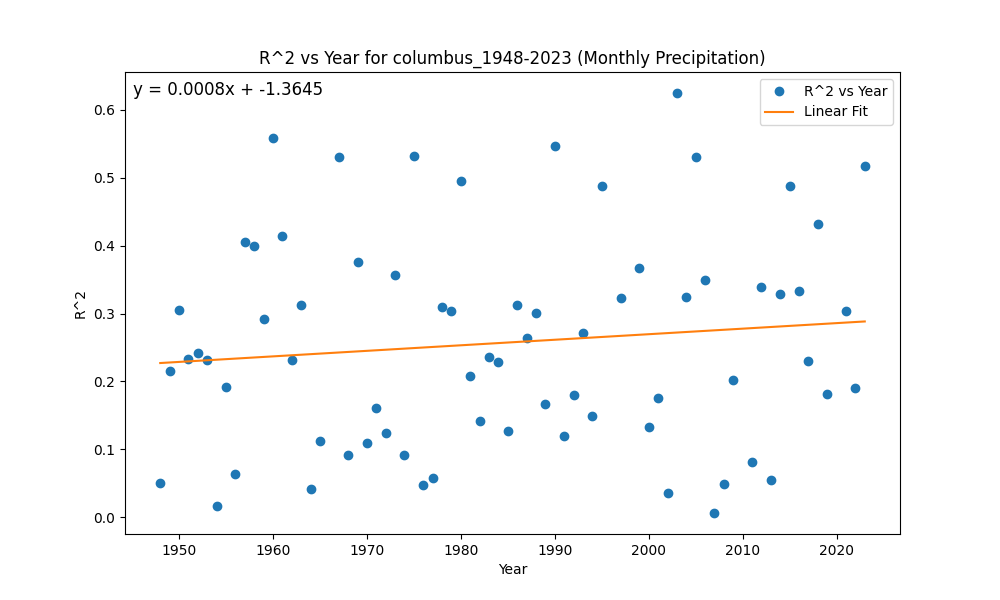 R^2 vs Year for columbus_1948-2023 (Monthly Precipitation)
y = 0.0008x + -1.3645
R^2 vs Year
Linear Fit
0.6
0.5
0.4
0.3
0.2
0.1
0.0
R^2
1950 1960 1970 1980 1990 2000 2010 2020
Year